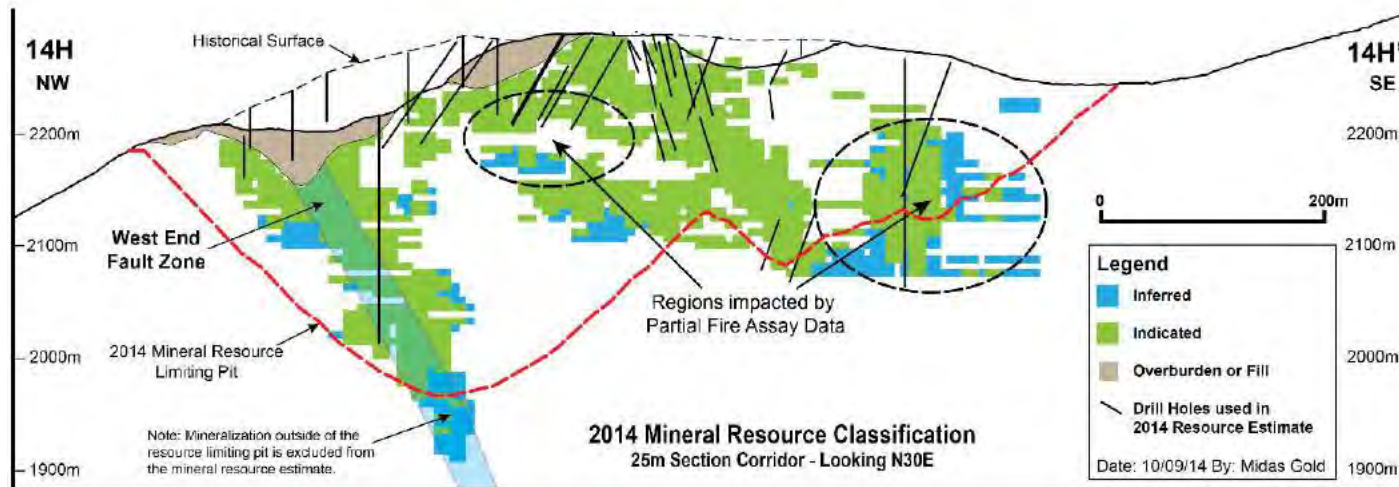 14H
NW
Historical Surface
14H'
SE
2200m
2200m
0 200m
West End
Fault Zone
2100m
2100m
Legend
Inferred
Indicated
Overburden or Fill
Drill Holes used in
2014 Resource Estimate
Date: 10/09/14 By: Midas Gold
Regions impacted by
Partial Fire Assay Data
2000m
2000m
2014 Mineral Resource
Limiting Pit
Note: Mineralization outside of the
resource limiting pit is excluded from
the mineral resource estimate.
2014 Mineral Resource Classification
25m Section Corridor - Looking N30E
1900m
1900m